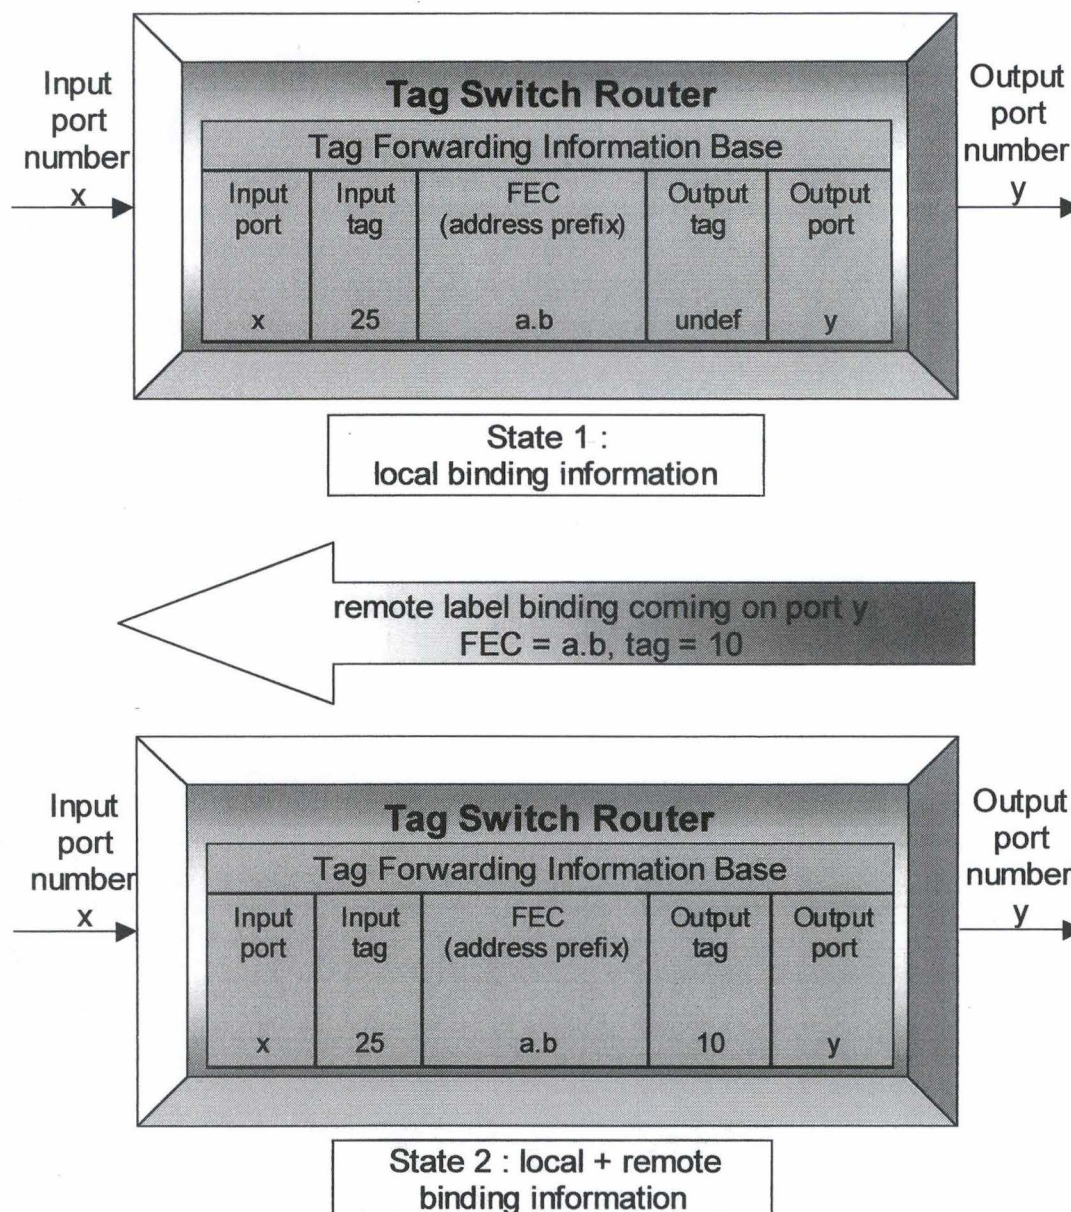 Input
port
number
x
Tag Switch Router
Tag Forwarding Information Base
Input
port
Input
tag
FEC
(address prefix)
Output
tag
Output
port
x
25
a.b
undef
y
Output
port
number
y
State 1 :
local binding information
remote label binding coming on port y
FEC = a.b, tag = 10
Input
port
number
x
Tag Switch Router
Tag Forwarding Information Base
Input
port
Input
tag
FEC
(address prefix)
Output
tag
Output
port
x
25
a.b
10
y
Output
port
number
y
State 2 : local + remote
binding information